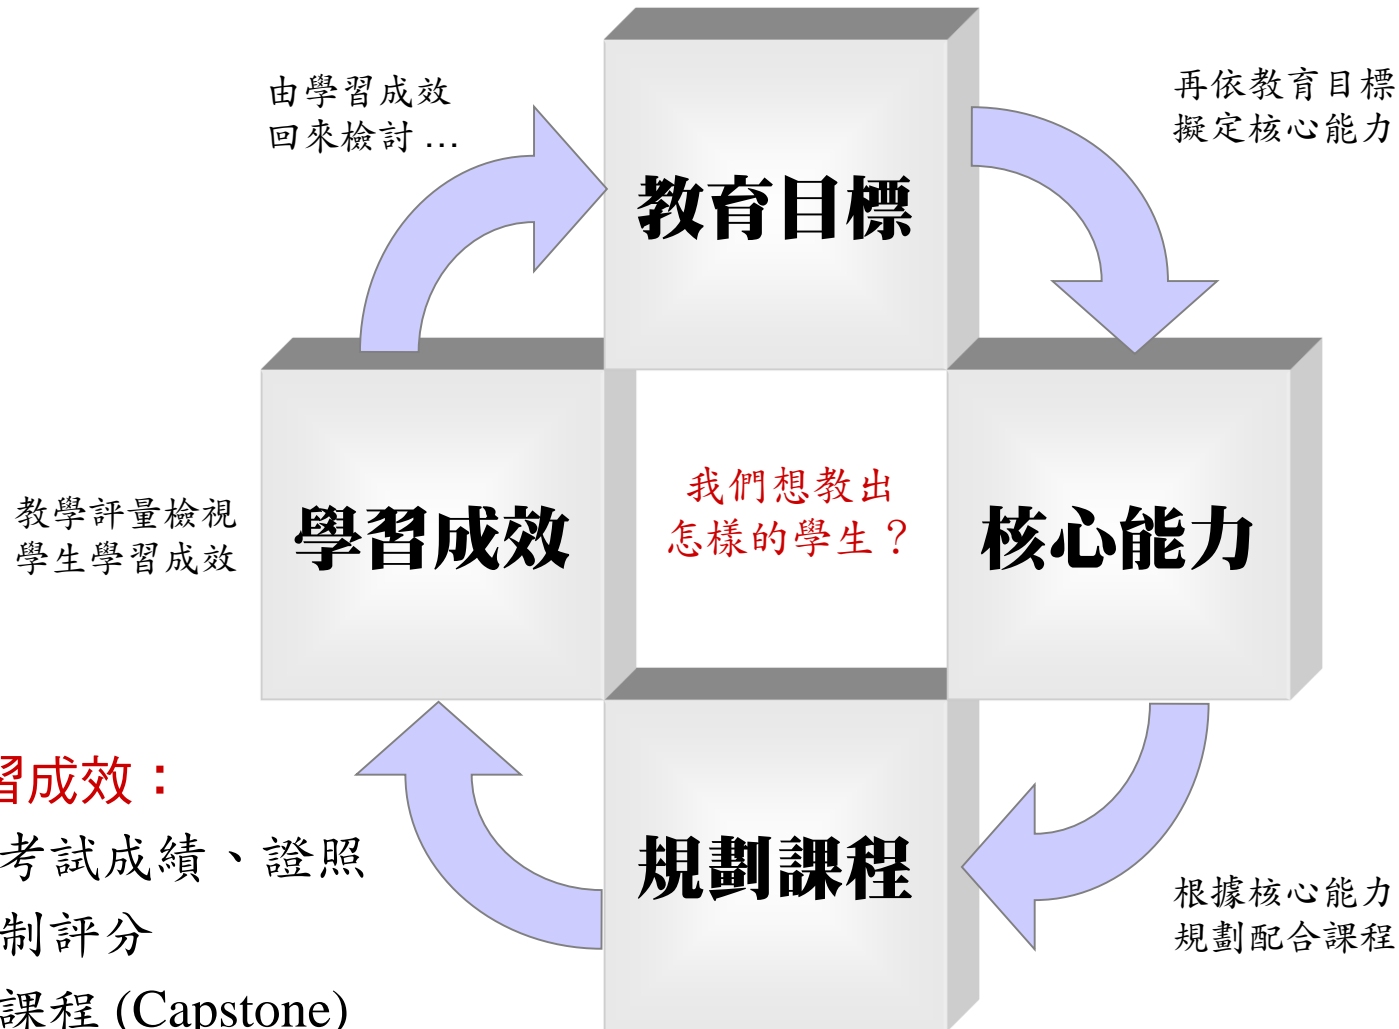 由學習成效
回來檢討 ...
再依教育目標
擬定核心能力
教育目標
我們想教出
怎樣的學生？
教學評量檢視
學生學習成效
學習成效
核心能力
習成效：
考試成績、證照
制評分
課程 (Capstone)
規劃課程
根據核心能力
規劃配合課程